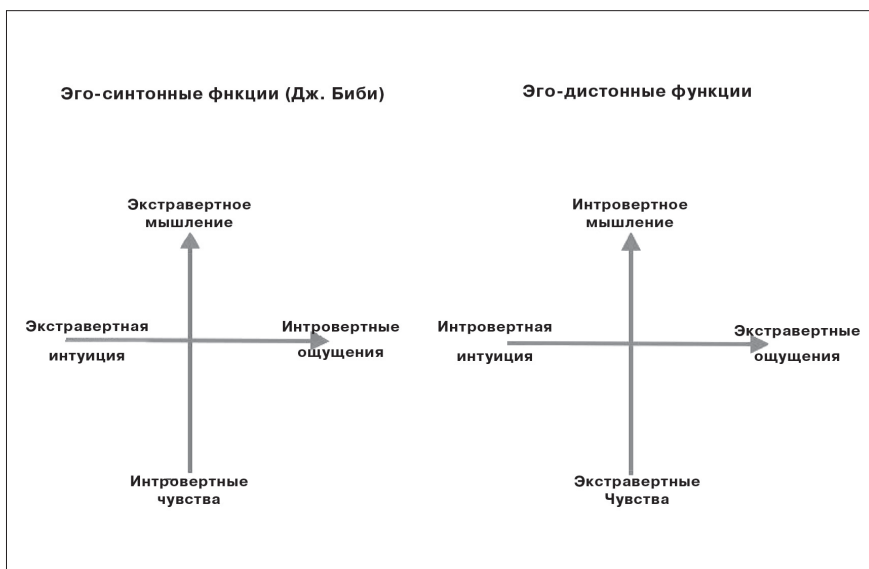 Эго-синтонные фнкции (Дж. Биби)
Эго-дистонные функции
Экстравертное
мышление
Экстравертная
интуиция
Интровертные
ощущения
Интровертные
чувства
Интровертное
мышление
Интровертная
интуиция
Экстравертные
ощущения
Экстравертные
Чувства